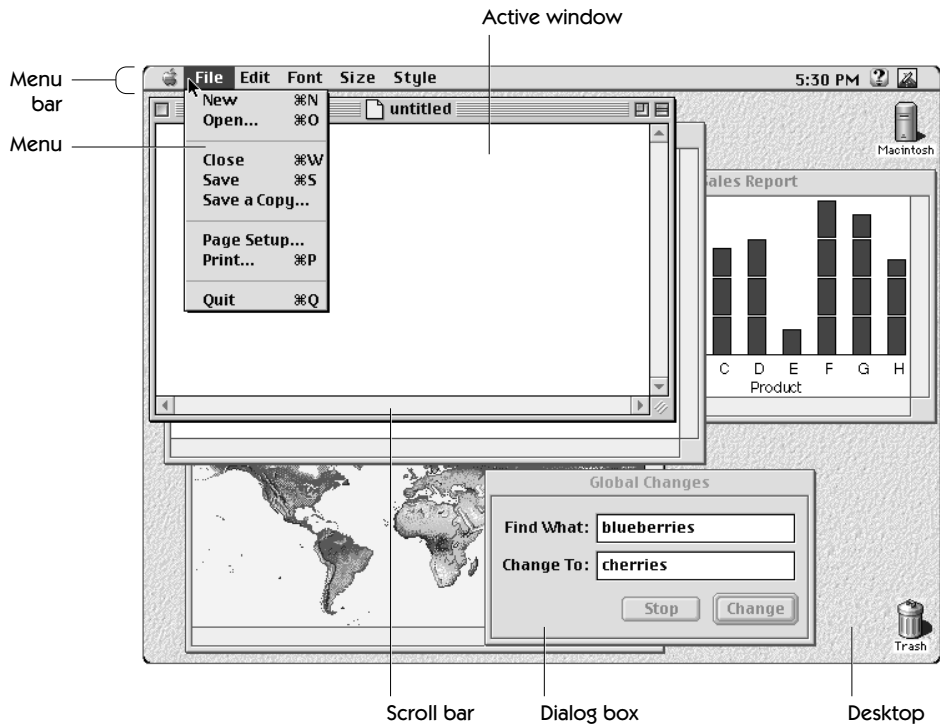 Active window
Menu bar
File Edit Font Size Style 5:30 PM
Menu
New ⌘N
Open... ⌘O
Close ⌘W
Save ⌘S
Save a Copy...
Page Setup...
Print... ⌘P
Quit ⌘Q
untitled
Macintosh
Sales Report
C D E F G H
Product
Global Changes
Find What: blueberries
Change To: cherries
Stop Change
Trash
Scroll bar
Dialog box
Desktop